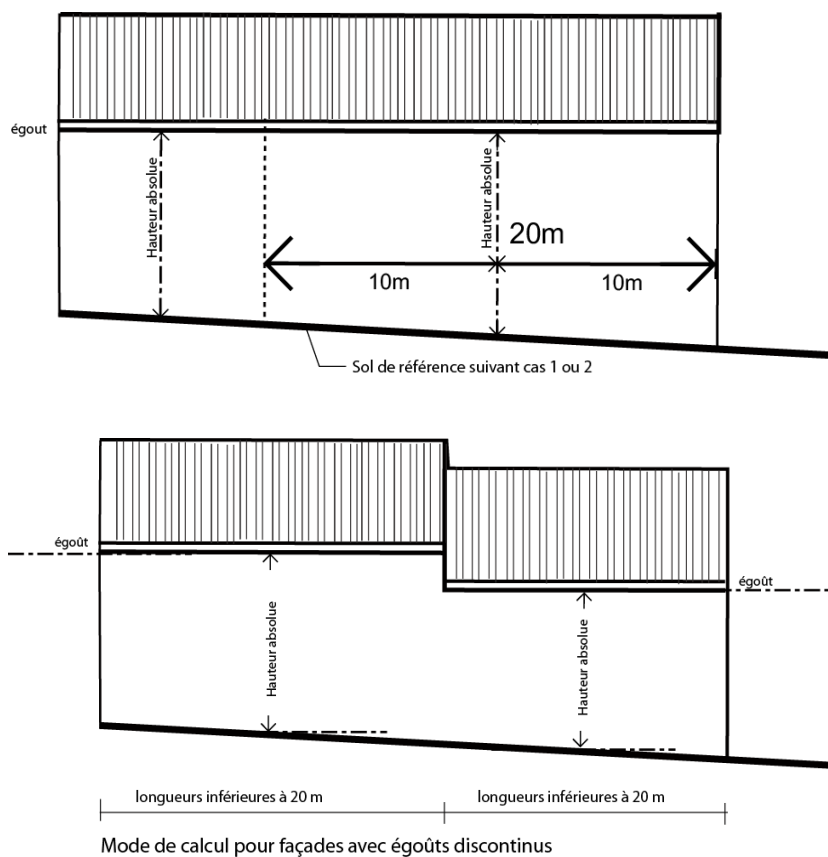 égout
Hauteur absolue
Hauteur absolue
20m
10m
10m
Sol de référence suivant cas 1 ou 2
égoût
égoût
Hauteur absolue
Hauteur absolue
longueurs inférieures à 20 m
longueurs inférieures à 20 m
Mode de calcul pour façades avec égoûts discontinus